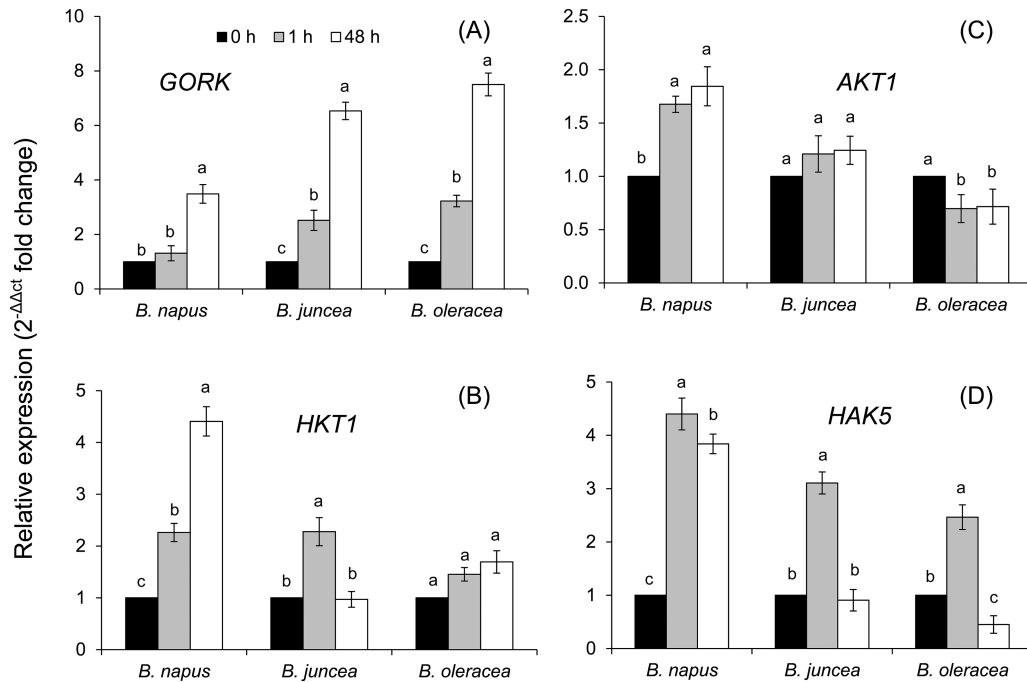 Relative expression (2^-ΔΔct fold change)
(A)
■ 0 h ■ 1 h □ 48 h
GORK
10
8
6
4
2
0
b b a
c b a
c b a
B. napus B. juncea B. oleracea
(C)
AKT1
2.5
2.0
1.5
1.0
0.5
0.0
b a a
a a a
a b b
B. napus B. juncea B. oleracea
(B)
HKT1
5
4
3
2
1
0
c b a
b a b
a a a
B. napus B. juncea B. oleracea
(D)
HAK5
5
4
3
2
1
0
c a b
b a b
b a c
B. napus B. juncea B. oleracea